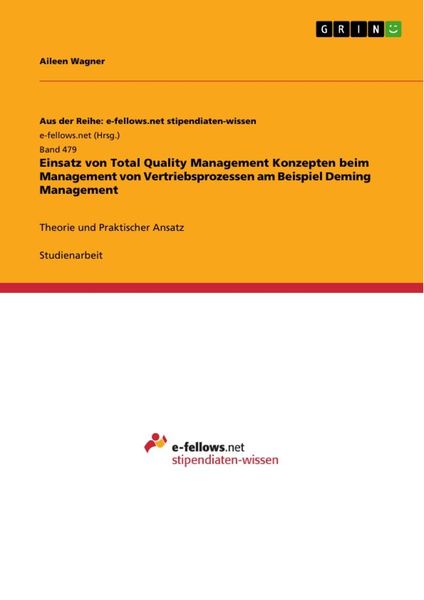 GRIN
Aileen Wagner
Aus der Reihe: e-fellows.net stipendiaten-wissen
e-fellows.net (Hrsg.)
Band 479
Einsatz von Total Quality Management Konzepten beim
Management von Vertriebsprozessen am Beispiel Deming
Management
Theorie und Praktischer Ansatz
Studienarbeit
e-fellows.net
stipendiaten-wissen